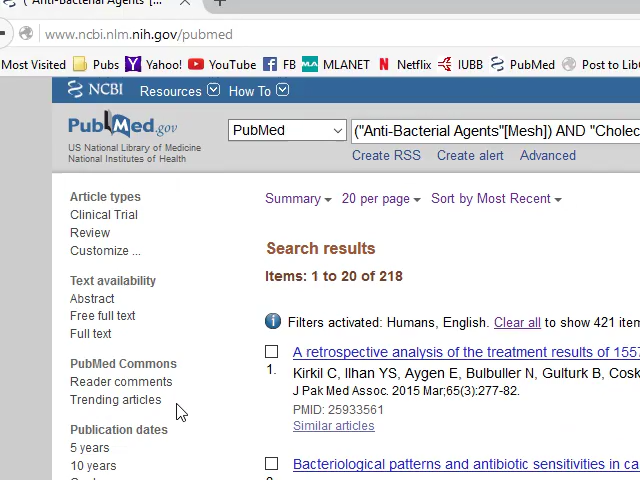 ("Anti-Bacterial Agents"[...
www.ncbi.nlm.nih.gov/pubmed
Most Visited Pubs Yahoo! YouTube FB MLANET Netflix IUBB PubMed Post to Lib
NCBI Resources How To
PubMed.gov
US National Library of Medicine
National Institutes of Health
PubMed
("Anti-Bacterial Agents"[Mesh]) AND "Cholec
Create RSS Create alert Advanced
Article types
Clinical Trial
Review
Customize ...
Text availability
Abstract
Free full text
Full text
PubMed Commons
Reader comments
Trending articles
Publication dates
5 years
10 years
Summary 20 per page Sort by Most Recent
Search results
Items: 1 to 20 of 218
Filters activated: Humans, English. Clear all to show 421 item
A retrospective analysis of the treatment results of 1557
1. Kirkil C, Ilhan YS, Aygen E, Bulbuller N, Gulturk B, Cosk
J Pak Med Assoc. 2015 Mar;65(3):277-82.
PMID: 25933561
Similar articles
Bacteriological patterns and antibiotic sensitivities in ca